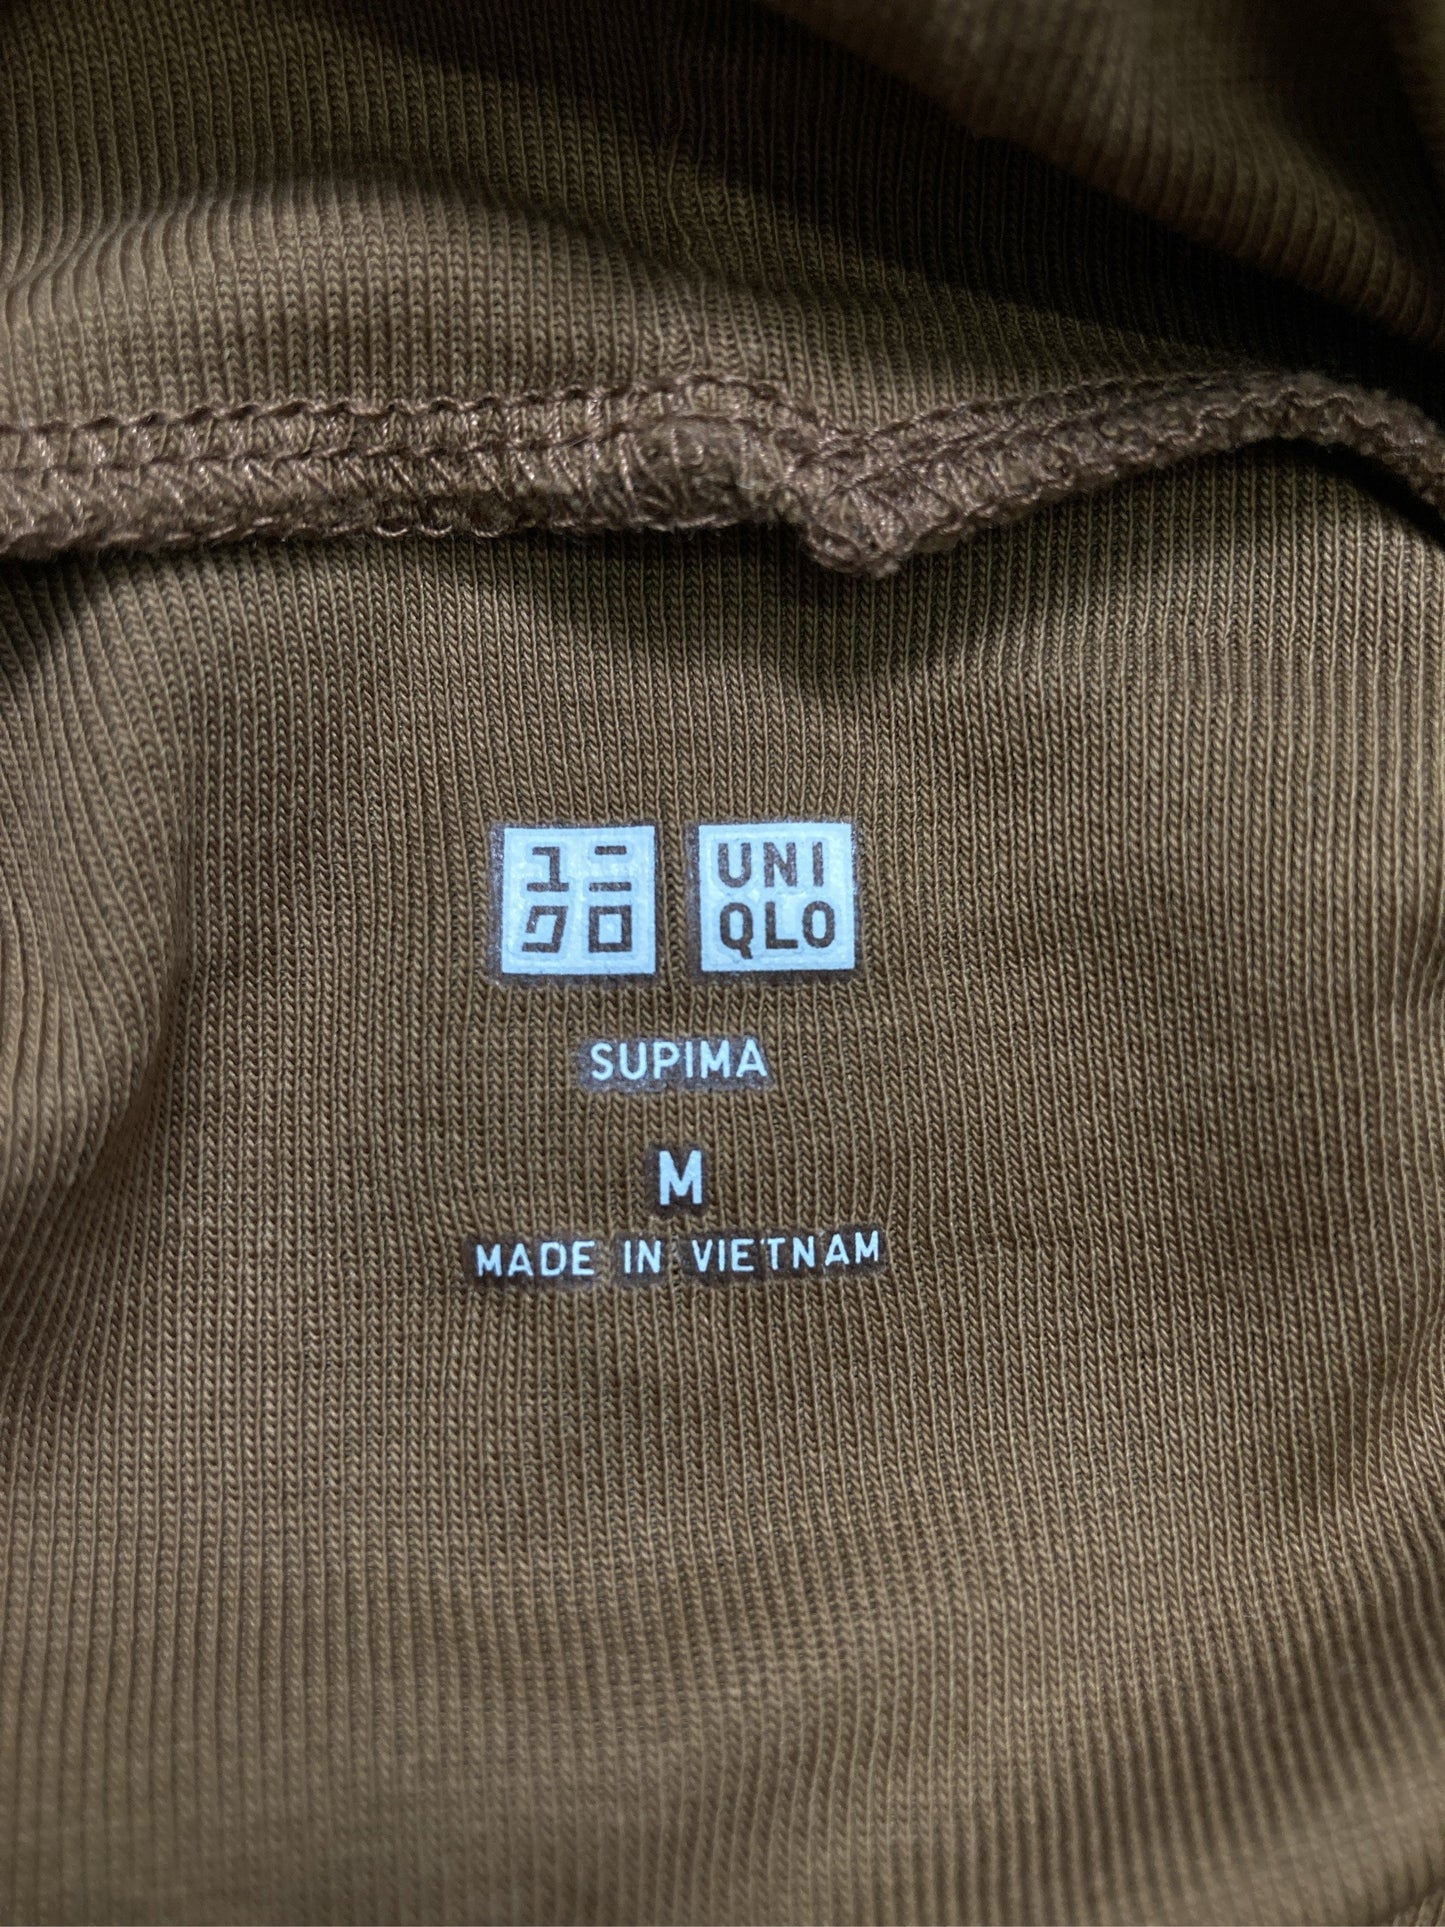 ユニ UNI
クロ QLO
SUPIMA
M
MADE IN VIETNAM